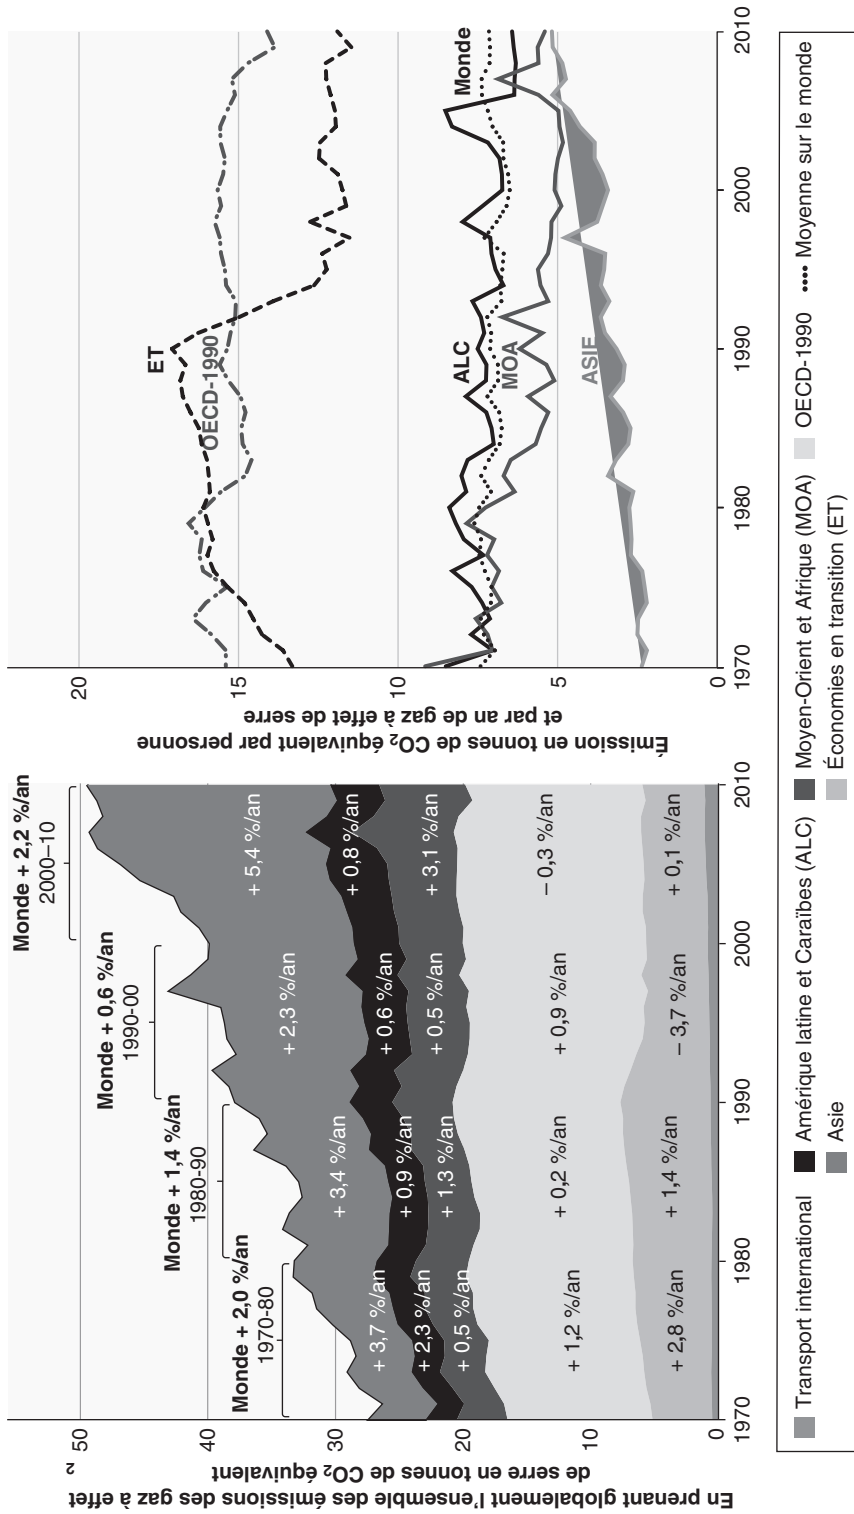 En prenant globalement l'ensemble des émissions des gaz à effet
de serre en tonnes de CO2 équivalent
2
50
40
30
20
10
0
1970
1980
1990
2000
2010
Monde + 2,0 %/an
1970-80
Monde + 1,4 %/an
1980-90
Monde + 0,6 %/an
1990-00
Monde + 2,2 %/an
2000–10
+ 3,7 %/an
+ 3,4 %/an
+ 2,3 %/an
+ 5,4 %/an
+ 2,3 %/an
+ 0,9 %/an
+ 0,6 %/an
+ 0,8 %/an
+ 0,5 %/an
+ 1,3 %/an
+ 0,5 %/an
+ 3,1 %/an
+ 1,2 %/an
+ 0,2 %/an
+ 0,9 %/an
– 0,3 %/an
+ 2,8 %/an
+ 1,4 %/an
– 3,7 %/an
+ 0,1 %/an
Émission en tonnes de CO2 équivalent par personne
et par an de gaz à effet de serre
20
15
10
5
0
1970
1980
1990
2000
2010
ET
OECD-1990
ALC
Monde
MOA
ASIE
Transport international
Amérique latine et Caraïbes (ALC)
Moyen-Orient et Afrique (MOA)
OECD-1990
Moyenne sur le monde
Asie
Économies en transition (ET)